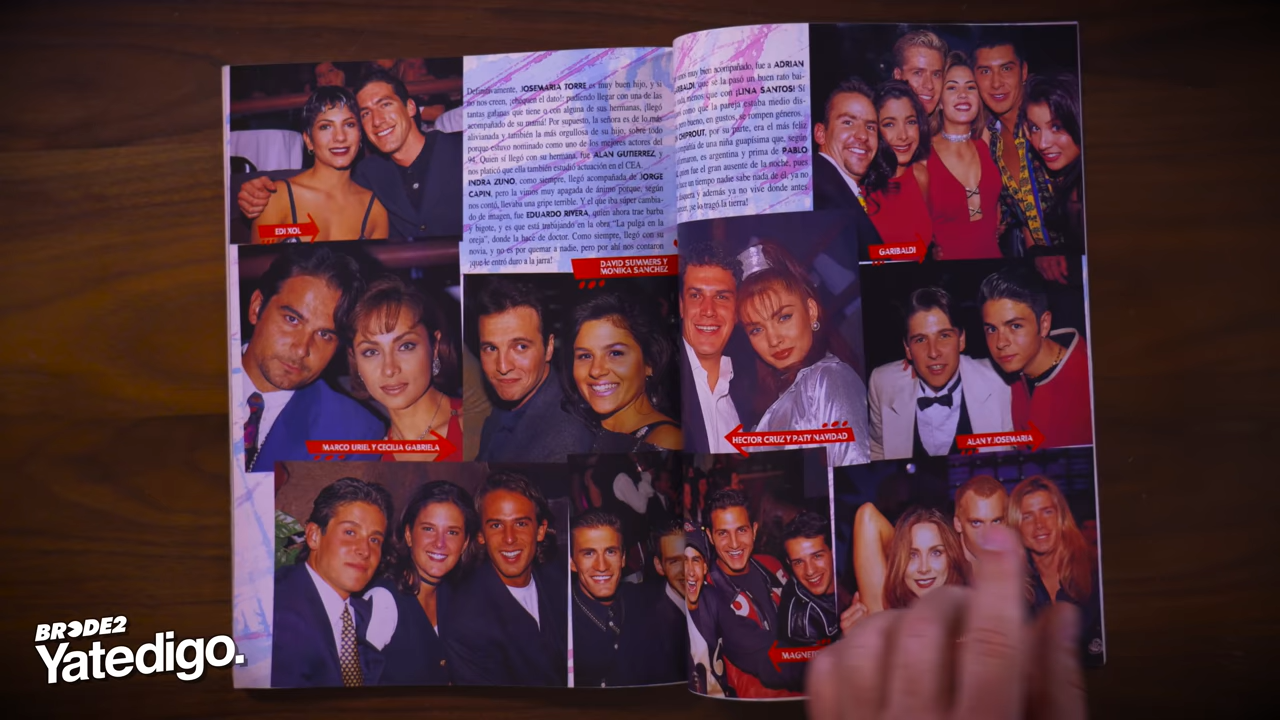 Definitivamente, JOSEMARIA TORRE es muy buen hijo, y si
no nos creen, ¡chequen el dato!: pudiendo llegar con una de las
tantas galanas que tiene o con alguna de sus hermanas, ¡llegó
acompañado de su mamá! Por supuesto, la señora es de lo más
alivianada y también la más orgullosa de su hijo, sobre todo
porque estuvo nominado como uno de los mejores actores del
94. Quien sí llegó con su hermana, fue ALAN GUTIERREZ, y
nos platicó que ella también estudió actuación en el CEA.
INDRA ZUNO, como siempre, llegó acompañada de JORGE
CAPIN, pero la vimos muy apagada de ánimo porque, según
nos contó, llevaba una gripe terrible. Y el que iba súper cambia-
do de imagen, fue EDUARDO RIVERA, quien ahora trae barba
y bigote, y es que está trabajando en la obra "La pulga en la
oreja", donde la hace de doctor. Como siempre, llegó con su
novia, y no es por quemar a nadie, pero por ahí nos contaron
¡que le entró duro a la jarra!
muy bien acompañado, fue a ADRIAN
que se la pasó un buen rato bai-
menos que con ¡LINA SANTOS! Sí
como que la pareja estaba medio dis-
pero bueno, en gustos, se rompen géneros.
CHIPROUT, por su parte, era el más feliz
de una niña guapísima que, según
es argentina y prima de PABLO
quien fue el gran ausente de la noche, pues
hace un tiempo nadie sabe nada de él; ya no
y además ya no vive donde antes.
¡se lo tragó la tierra!
EDI XOL
DAVID SUMMERS Y
MONIKA SANCHEZ
GARIBALDI
MARCO URIEL Y CECILIA GABRIELA
HECTOR CRUZ Y PATY NAVIDAD
ALAN Y JOSEMARIA
MAGNETO
BRODE2
Yatedigo.